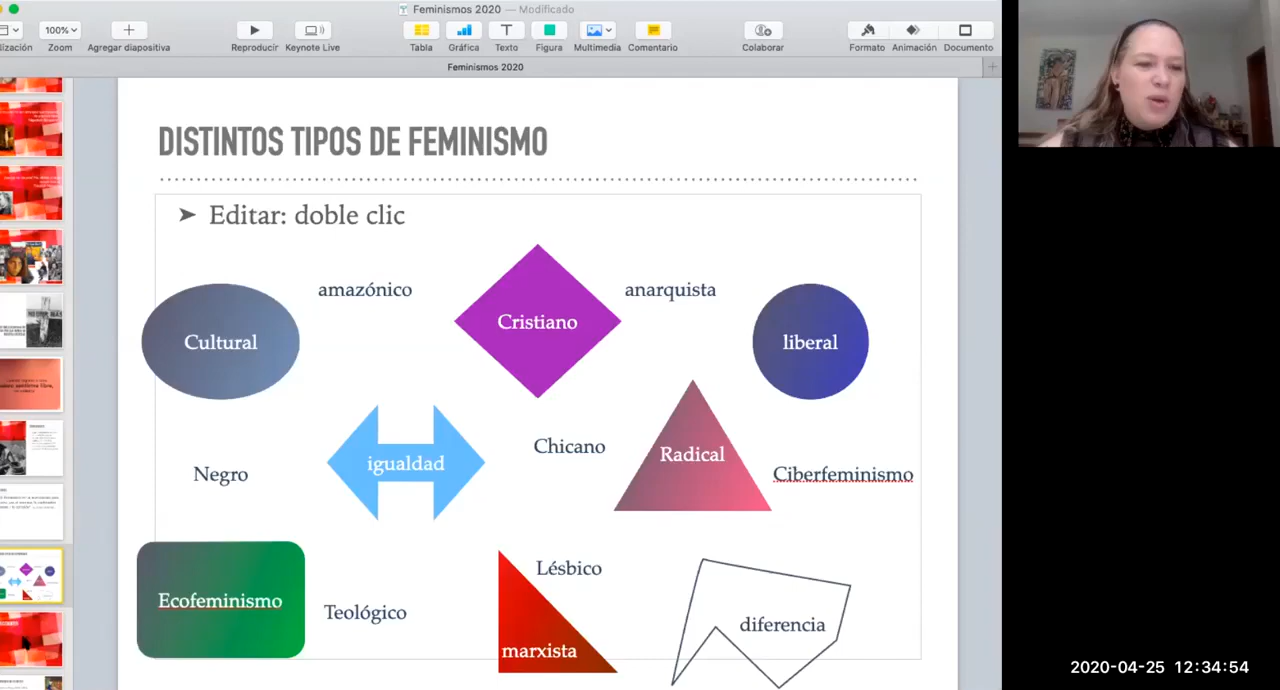 Feminismos 2020 — Modificado
100%
lización
Zoom
Agregar diapositiva
Reproducir
Keynote Live
Tabla
Gráfica
Texto
Figura
Multimedia
Comentario
Colaborar
Formato
Animación
Documento
Feminismos 2020
DISTINTOS TIPOS DE FEMINISMO
➤ Editar: doble clic
amazónico
anarquista
Cristiano
Cultural
liberal
Chicano
Radical
igualdad
Negro
Ciberfeminismo
Lésbico
Ecofeminismo
Teológico
diferencia
marxista
2020-04-25 12:34:54